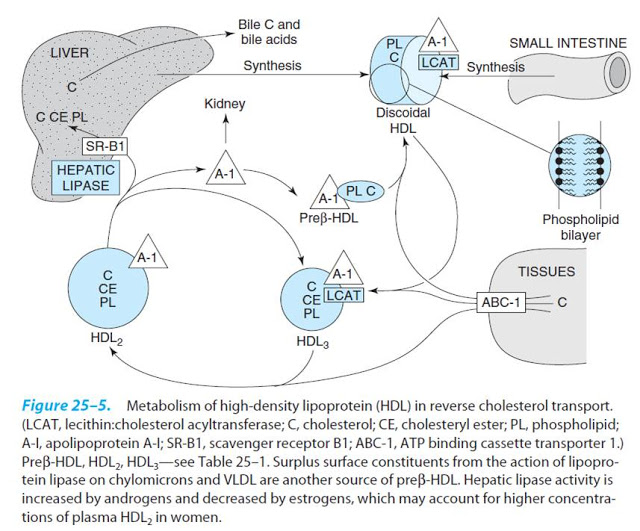 Bile C and
bile acids
LIVER
C
C CE PL
SR-B1
HEPATIC
LIPASE
Synthesis
Kidney
A-1
PL
C
A-1
LCAT
Discoidal
HDL
SMALL INTESTINE
Synthesis
Phospholipid
bilayer
A-1
PL C
Preβ-HDL
A-1
C
CE
PL
HDL2
A-1
LCAT
C
CE
PL
HDL3
TISSUES
ABC-1
C
Figure 25–5. Metabolism of high-density lipoprotein (HDL) in reverse cholesterol transport.
(LCAT, lecithin:cholesterol acyltransferase; C, cholesterol; CE, cholesteryl ester; PL, phospholipid;
A-I, apolipoprotein A-I; SR-B1, scavenger receptor B1; ABC-1, ATP binding cassette transporter 1.)
Preβ-HDL, HDL2, HDL3—see Table 25–1. Surplus surface constituents from the action of lipopro-
tein lipase on chylomicrons and VLDL are another source of preβ-HDL. Hepatic lipase activity is
increased by androgens and decreased by estrogens, which may account for higher concentra-
tions of plasma HDL2 in women.